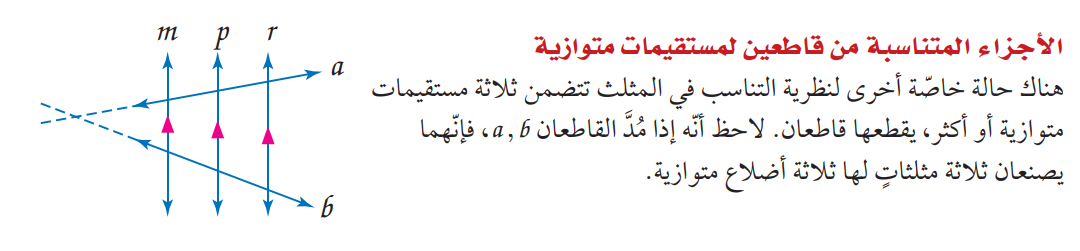 الأجزاء المتناسبة من قاطعين لمستقيمات متوازية
هناك حالة خاصّة أخرى لنظرية التناسب في المثلث تتضمن ثلاثة مستقيمات
متوازية أو أكثر، يقطعها قاطعان. لاحظ أنّه إذا مُدَّ القاطعان a , b، فإنّهما
يصنعان ثلاثة مثلثاتٍ لها ثلاثة أضلاع متوازية.
m p r
a
b